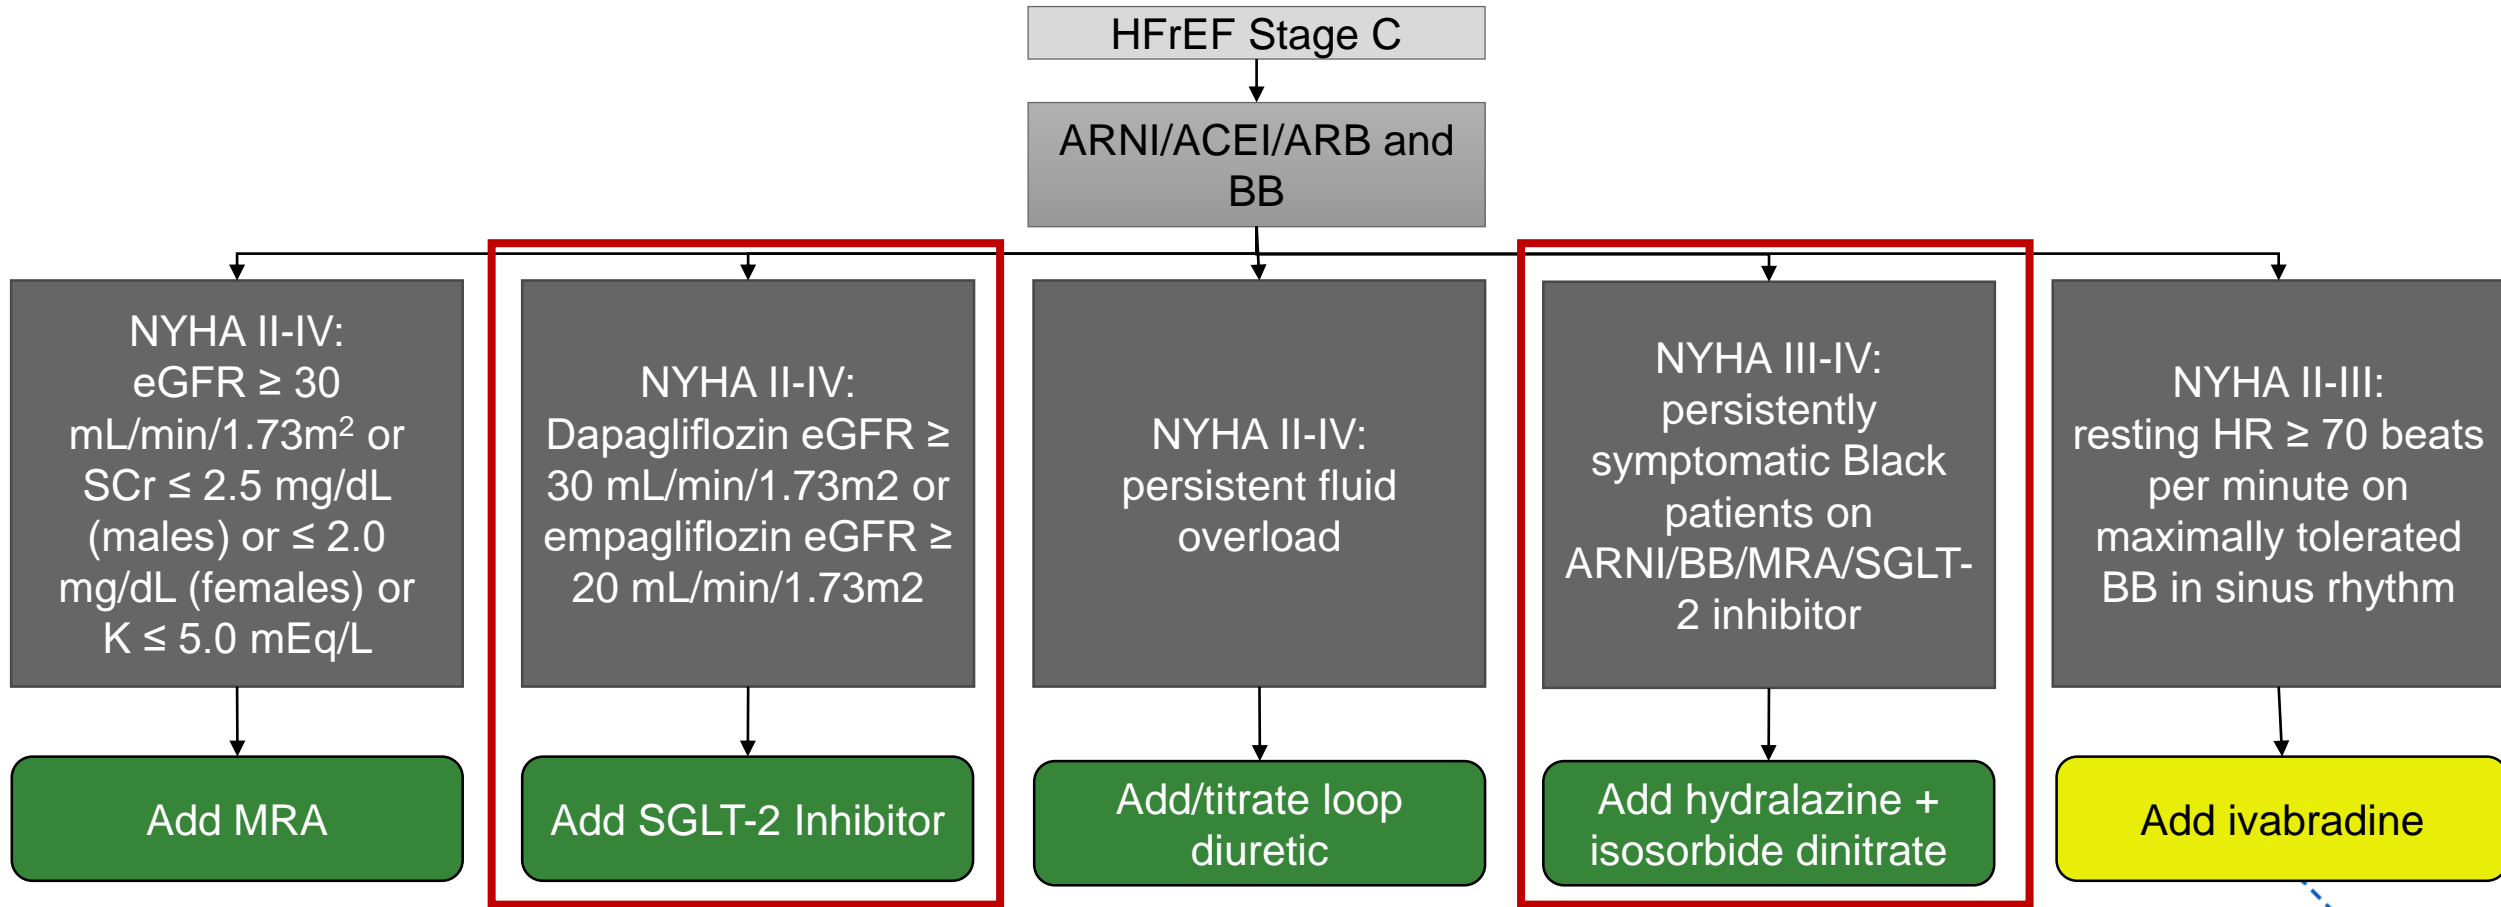 HFrEF Stage C
ARNI/ACEI/ARB and
BB
NYHA II-IV:
eGFR ≥ 30
mL/min/1.73m² or
SCr ≤ 2.5 mg/dL
(males) or ≤ 2.0
mg/dL (females) or
K ≤ 5.0 mEq/L
NYHA II-IV:
Dapagliflozin eGFR ≥
30 mL/min/1.73m2 or
empagliflozin eGFR ≥
20 mL/min/1.73m2
NYHA II-IV:
persistent fluid
overload
NYHA III-IV:
persistently
symptomatic Black
patients on
ARNI/BB/MRA/SGLT-
2 inhibitor
NYHA II-III:
resting HR ≥ 70 beats
per minute on
maximally tolerated
BB in sinus rhythm
Add MRA
Add SGLT-2 Inhibitor
Add/titrate loop
diuretic
Add hydralazine +
isosorbide dinitrate
Add ivabradine